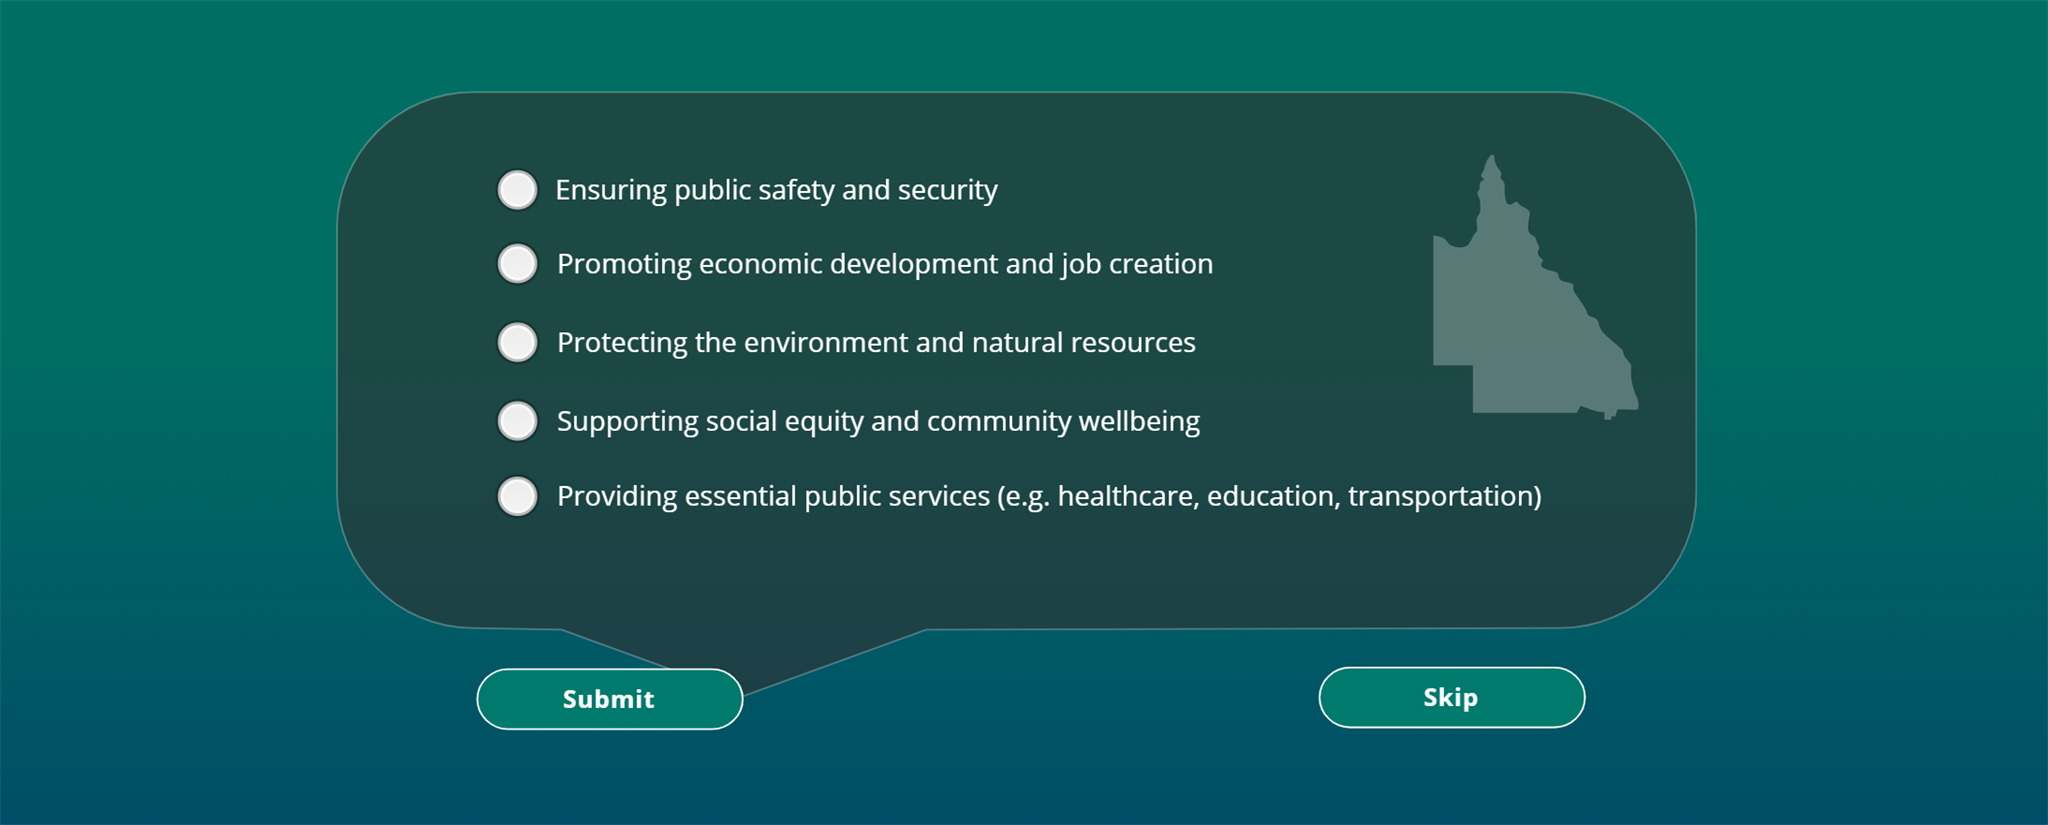 Ensuring public safety and security
Promoting economic development and job creation
Protecting the environment and natural resources
Supporting social equity and community wellbeing
Providing essential public services (e.g. healthcare, education, transportation)
Submit
Skip